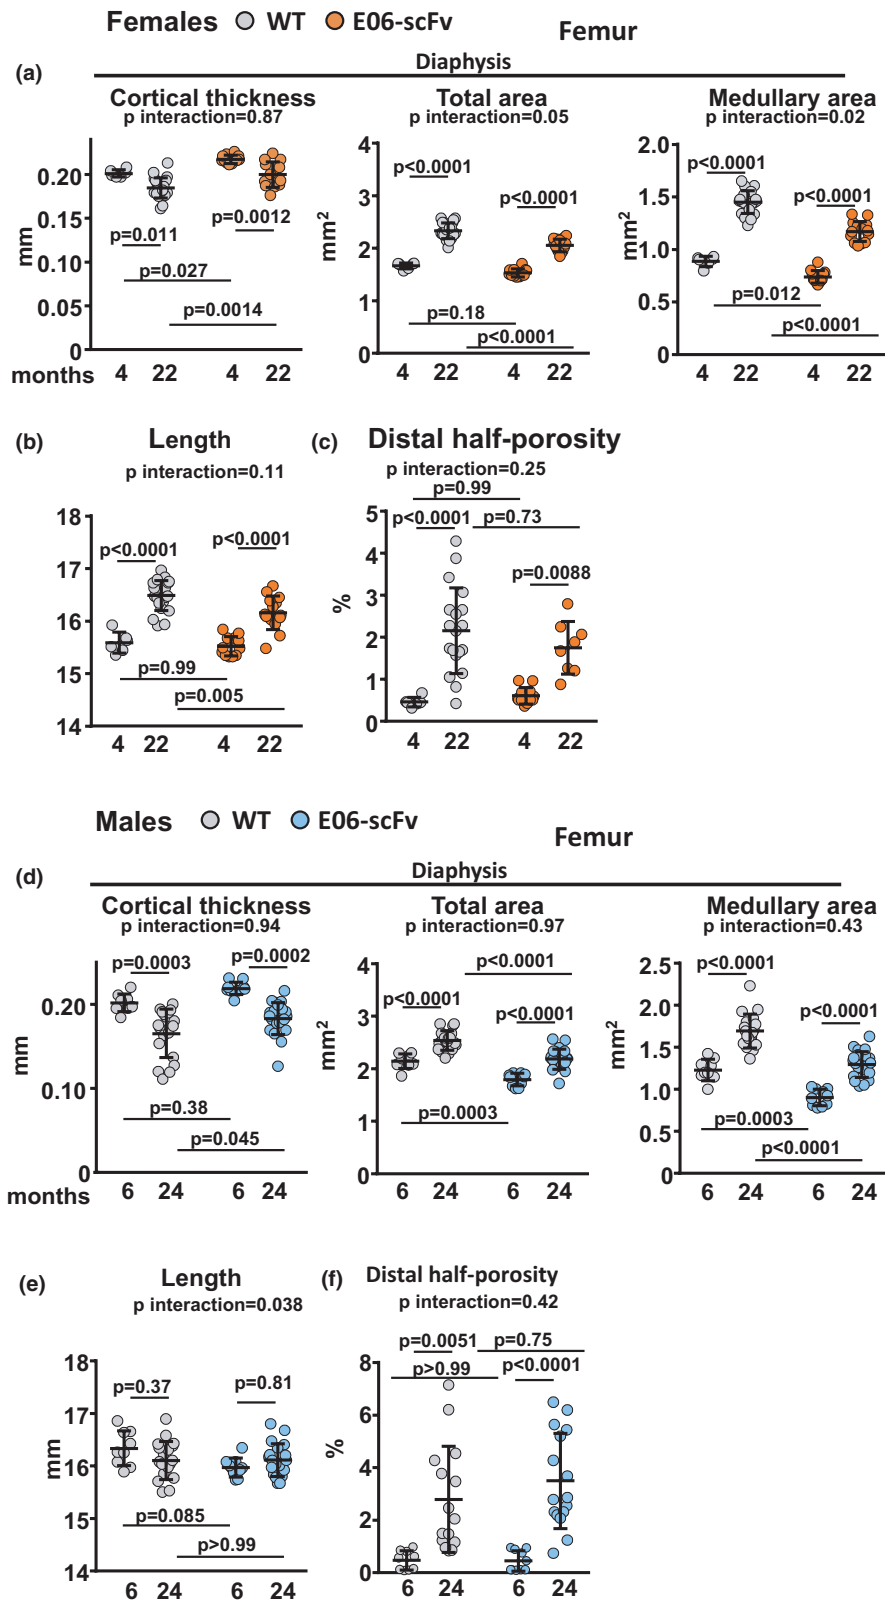 Females WT E06-scFv Femur
(a) Diaphysis
Cortical thickness Total area Medullary area
p interaction=0.87 p interaction=0.05 p interaction=0.02
mm
0.20
0.15
0.10
0.05
0
p=0.011
p=0.0012
p=0.027
p=0.0014
months 4 22 4 22
mm²
4
3
2
1
0
p<0.0001
p<0.0001
p=0.18
p<0.0001
4 22 4 22
mm²
2.0
1.5
1.0
0.5
0
p<0.0001
p<0.0001
p=0.012
p<0.0001
4 22 4 22
(b) Length
p interaction=0.11
mm
18
17
16
15
14
p<0.0001
p<0.0001
p=0.99
p=0.005
4 22 4 22
(c) Distal half-porosity
p interaction=0.25
p=0.99
p<0.0001 p=0.73
p=0.0088
%
5
4
3
2
1
0
4 22 4 22
Males WT E06-scFv Femur
(d) Diaphysis
Cortical thickness Total area Medullary area
p interaction=0.94 p interaction=0.97 p interaction=0.43
mm
0.20
0.10
0
p=0.0003
p=0.0002
p=0.38
p=0.045
months 6 24 6 24
mm²
4
3
2
1
0
p<0.0001
p<0.0001
p<0.0001
p=0.0003
6 24 6 24
mm²
2.5
2.0
1.5
1.0
0.5
0
p<0.0001
p<0.0001
p=0.0003
p<0.0001
6 24 6 24
(e) Length
p interaction=0.038
mm
18
17
16
15
14
p=0.37
p=0.81
p=0.085
p>0.99
6 24 6 24
(f) Distal half-porosity
p interaction=0.42
p=0.0051 p=0.75
p>0.99 p<0.0001
%
8
6
4
2
0
6 24 6 24